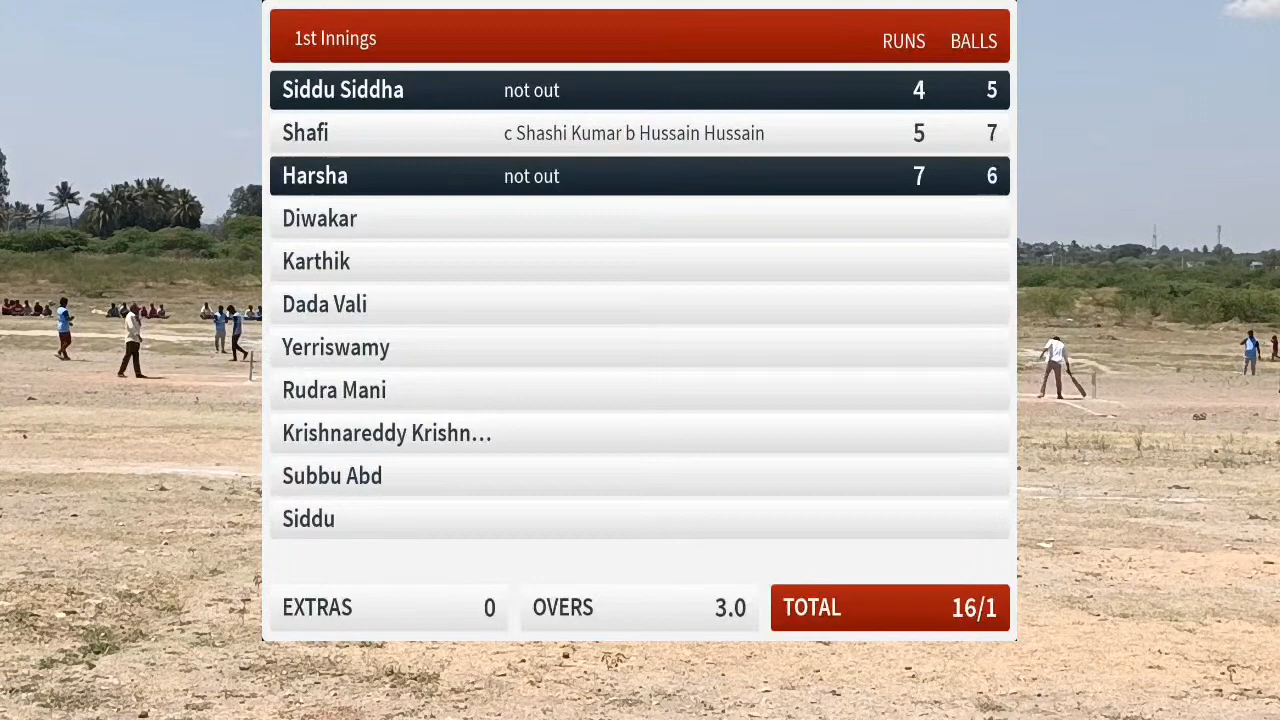 1st Innings RUNS BALLS
Siddu Siddha not out 4 5
Shafi c Shashi Kumar b Hussain Hussain 5 7
Harsha not out 7 6
Diwakar
Karthik
Dada Vali
Yerriswamy
Rudra Mani
Krishnareddy Krishn...
Subbu Abd
Siddu
EXTRAS 0 OVERS 3.0 TOTAL 16/1